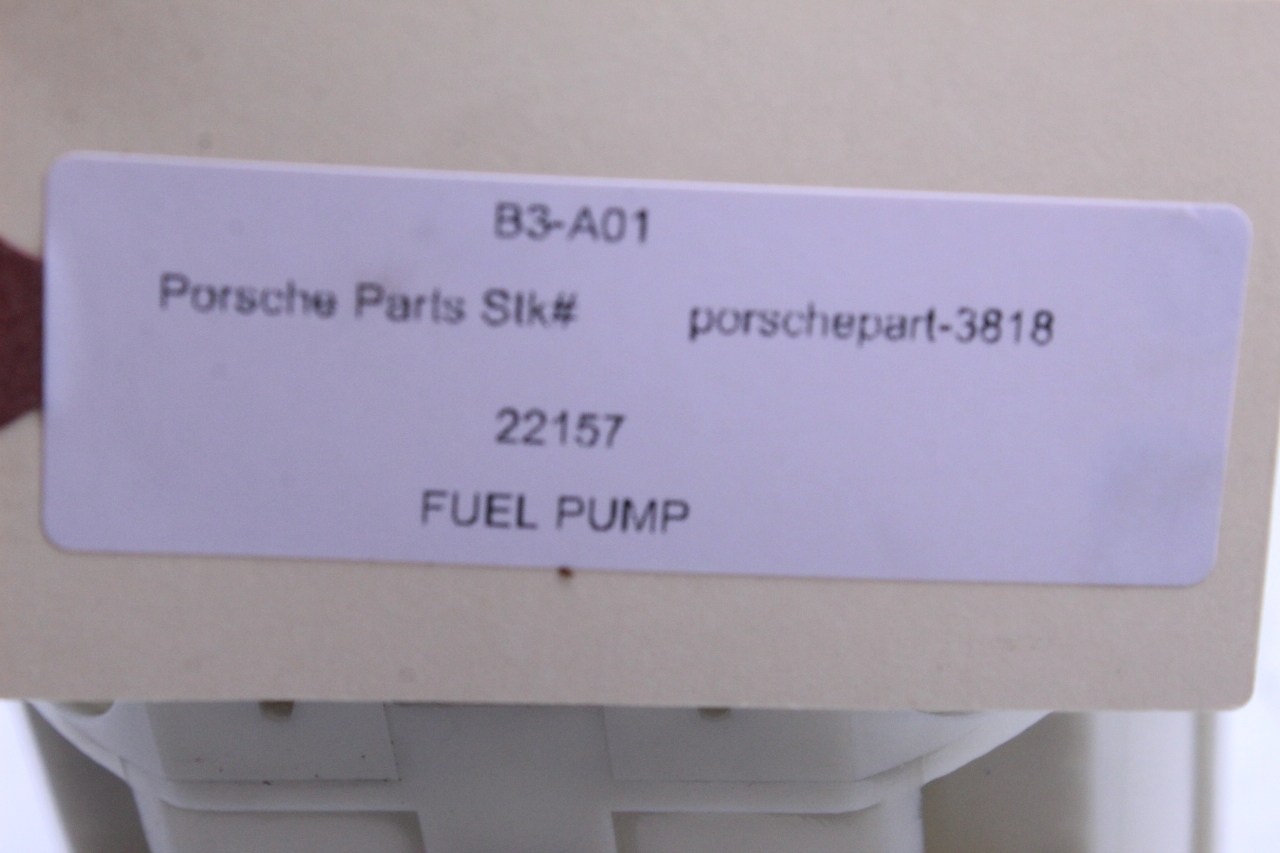 B3-A01
Porsche Parts Stk# porschepart-3818
22157
FUEL PUMP